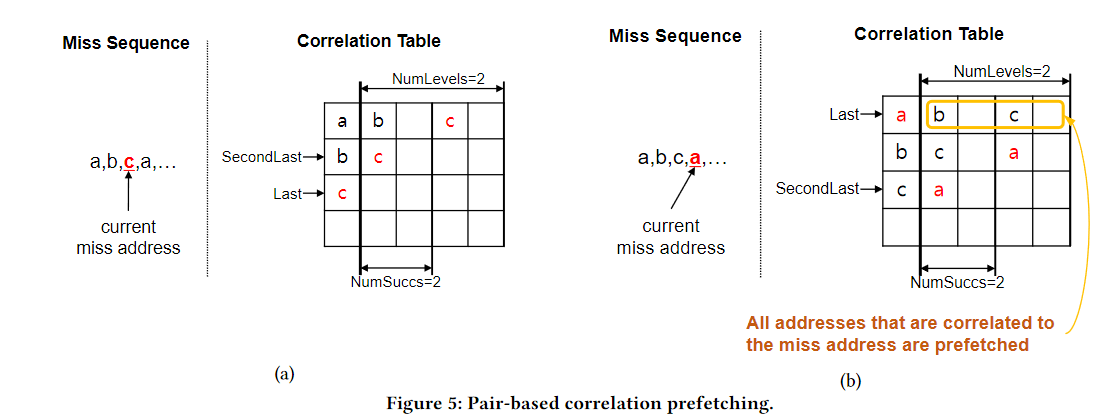 Miss Sequence
Correlation Table
NumLevels=2
a b c
SecondLast b c
Last c
a,b,c,a,...
current
miss address
NumSuccs=2
(a)
Miss Sequence
Correlation Table
NumLevels=2
Last a b c
b c a
SecondLast c a
a,b,c,a,...
current
miss address
NumSuccs=2
All addresses that are correlated to
the miss address are prefetched
(b)
Figure 5: Pair-based correlation prefetching.